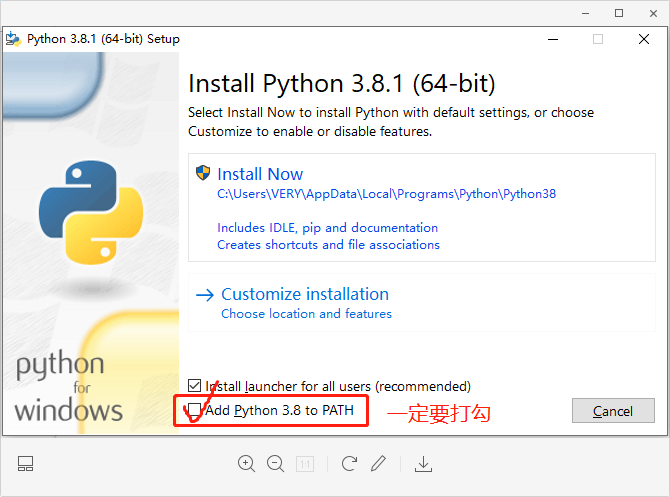 Python 3.8.1 (64-bit) Setup
Install Python 3.8.1 (64-bit)
Select Install Now to install Python with default settings, or choose
Customize to enable or disable features.
Install Now
C:\Users\VERY\AppData\Local\Programs\Python\Python38
Includes IDLE, pip and documentation
Creates shortcuts and file associations
Customize installation
Choose location and features
python
for
windows
Install launcher for all users (recommended)
Add Python 3.8 to PATH
一定要打勾
Cancel
1:1